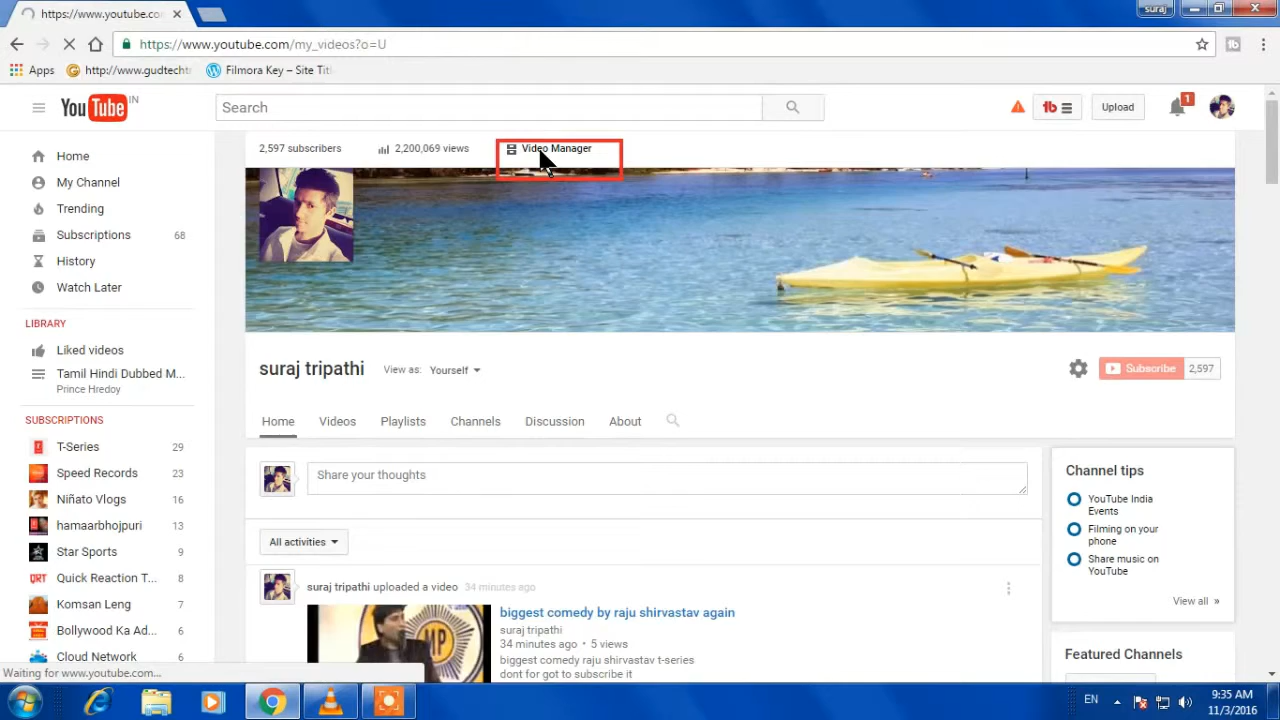 https://www.youtube.com
suraj
https://www.youtube.com/my_videos?o=U
Apps
http://www.gudtecht
Filmora Key – Site Tit
YouTube IN
Search
Upload
1
Home
My Channel
Trending
Subscriptions 68
History
Watch Later
LIBRARY
Liked videos
Tamil Hindi Dubbed M...
Prince Hredoy
SUBSCRIPTIONS
T-Series 29
Speed Records 23
Niñato Vlogs 16
hamaarbhojpuri 13
Star Sports 9
QRT Quick Reaction T... 8
Komsan Leng 7
Bollywood Ka Ad... 6
Cloud Network 6
2,597 subscribers
2,200,069 views
Video Manager
suraj tripathi
View as: Yourself
Subscribe 2,597
Home Videos Playlists Channels Discussion About
Share your thoughts
All activities
suraj tripathi uploaded a video 34 minutes ago
MP
biggest comedy by raju shirvastav again
suraj tripathi
34 minutes ago • 5 views
biggest comedy raju shirvastav t-series
dont for got to subscribe it
Channel tips
YouTube India
Events
Filming on your
phone
Share music on
YouTube
View all »
Featured Channels
Waiting for www.youtube.com...
EN
9:35 AM
11/3/2016